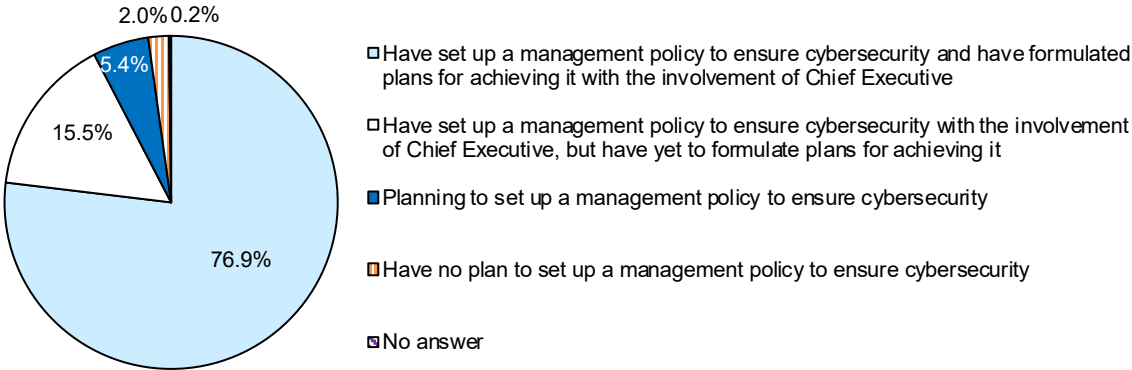 2.0% 0.2%
5.4%
15.5%
76.9%
Have set up a management policy to ensure cybersecurity and have formulated
plans for achieving it with the involvement of Chief Executive
Have set up a management policy to ensure cybersecurity with the involvement
of Chief Executive, but have yet to formulate plans for achieving it
Planning to set up a management policy to ensure cybersecurity
Have no plan to set up a management policy to ensure cybersecurity
No answer